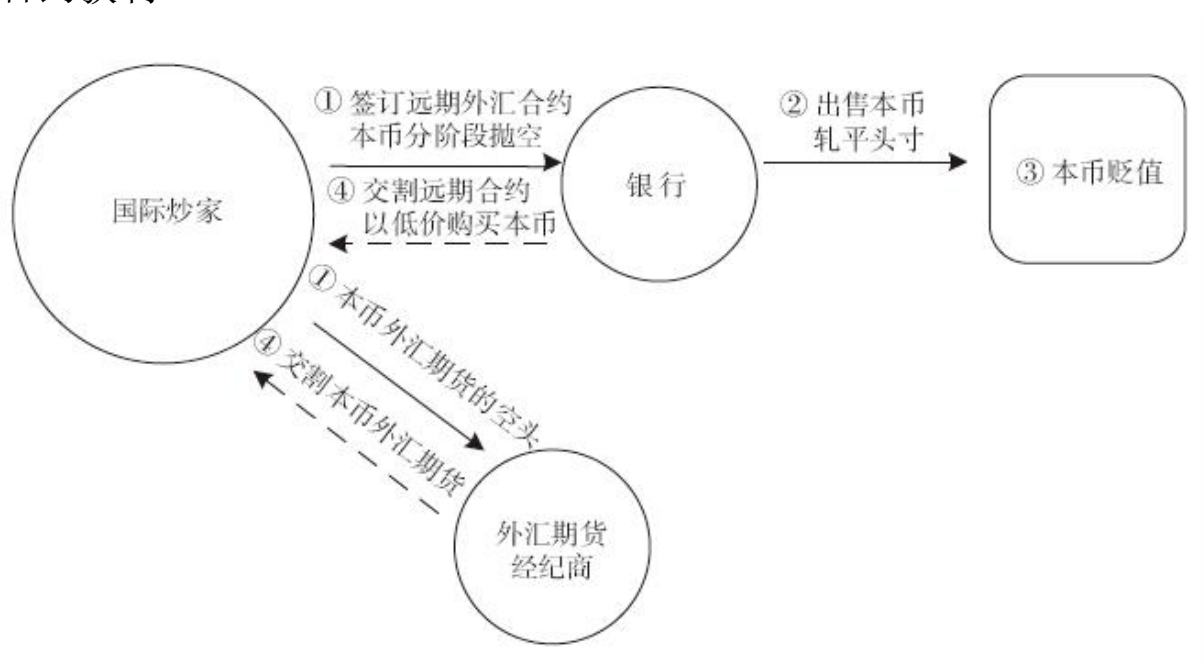 ① 签订远期外汇合约
本币分阶段抛空
② 出售本币
轧平头寸
国际炒家
④ 交割远期合约
以低价购买本币
银行
③ 本币贬值
① 本币外汇期货的空头
④ 交割本币外汇期货
外汇期货
经纪商